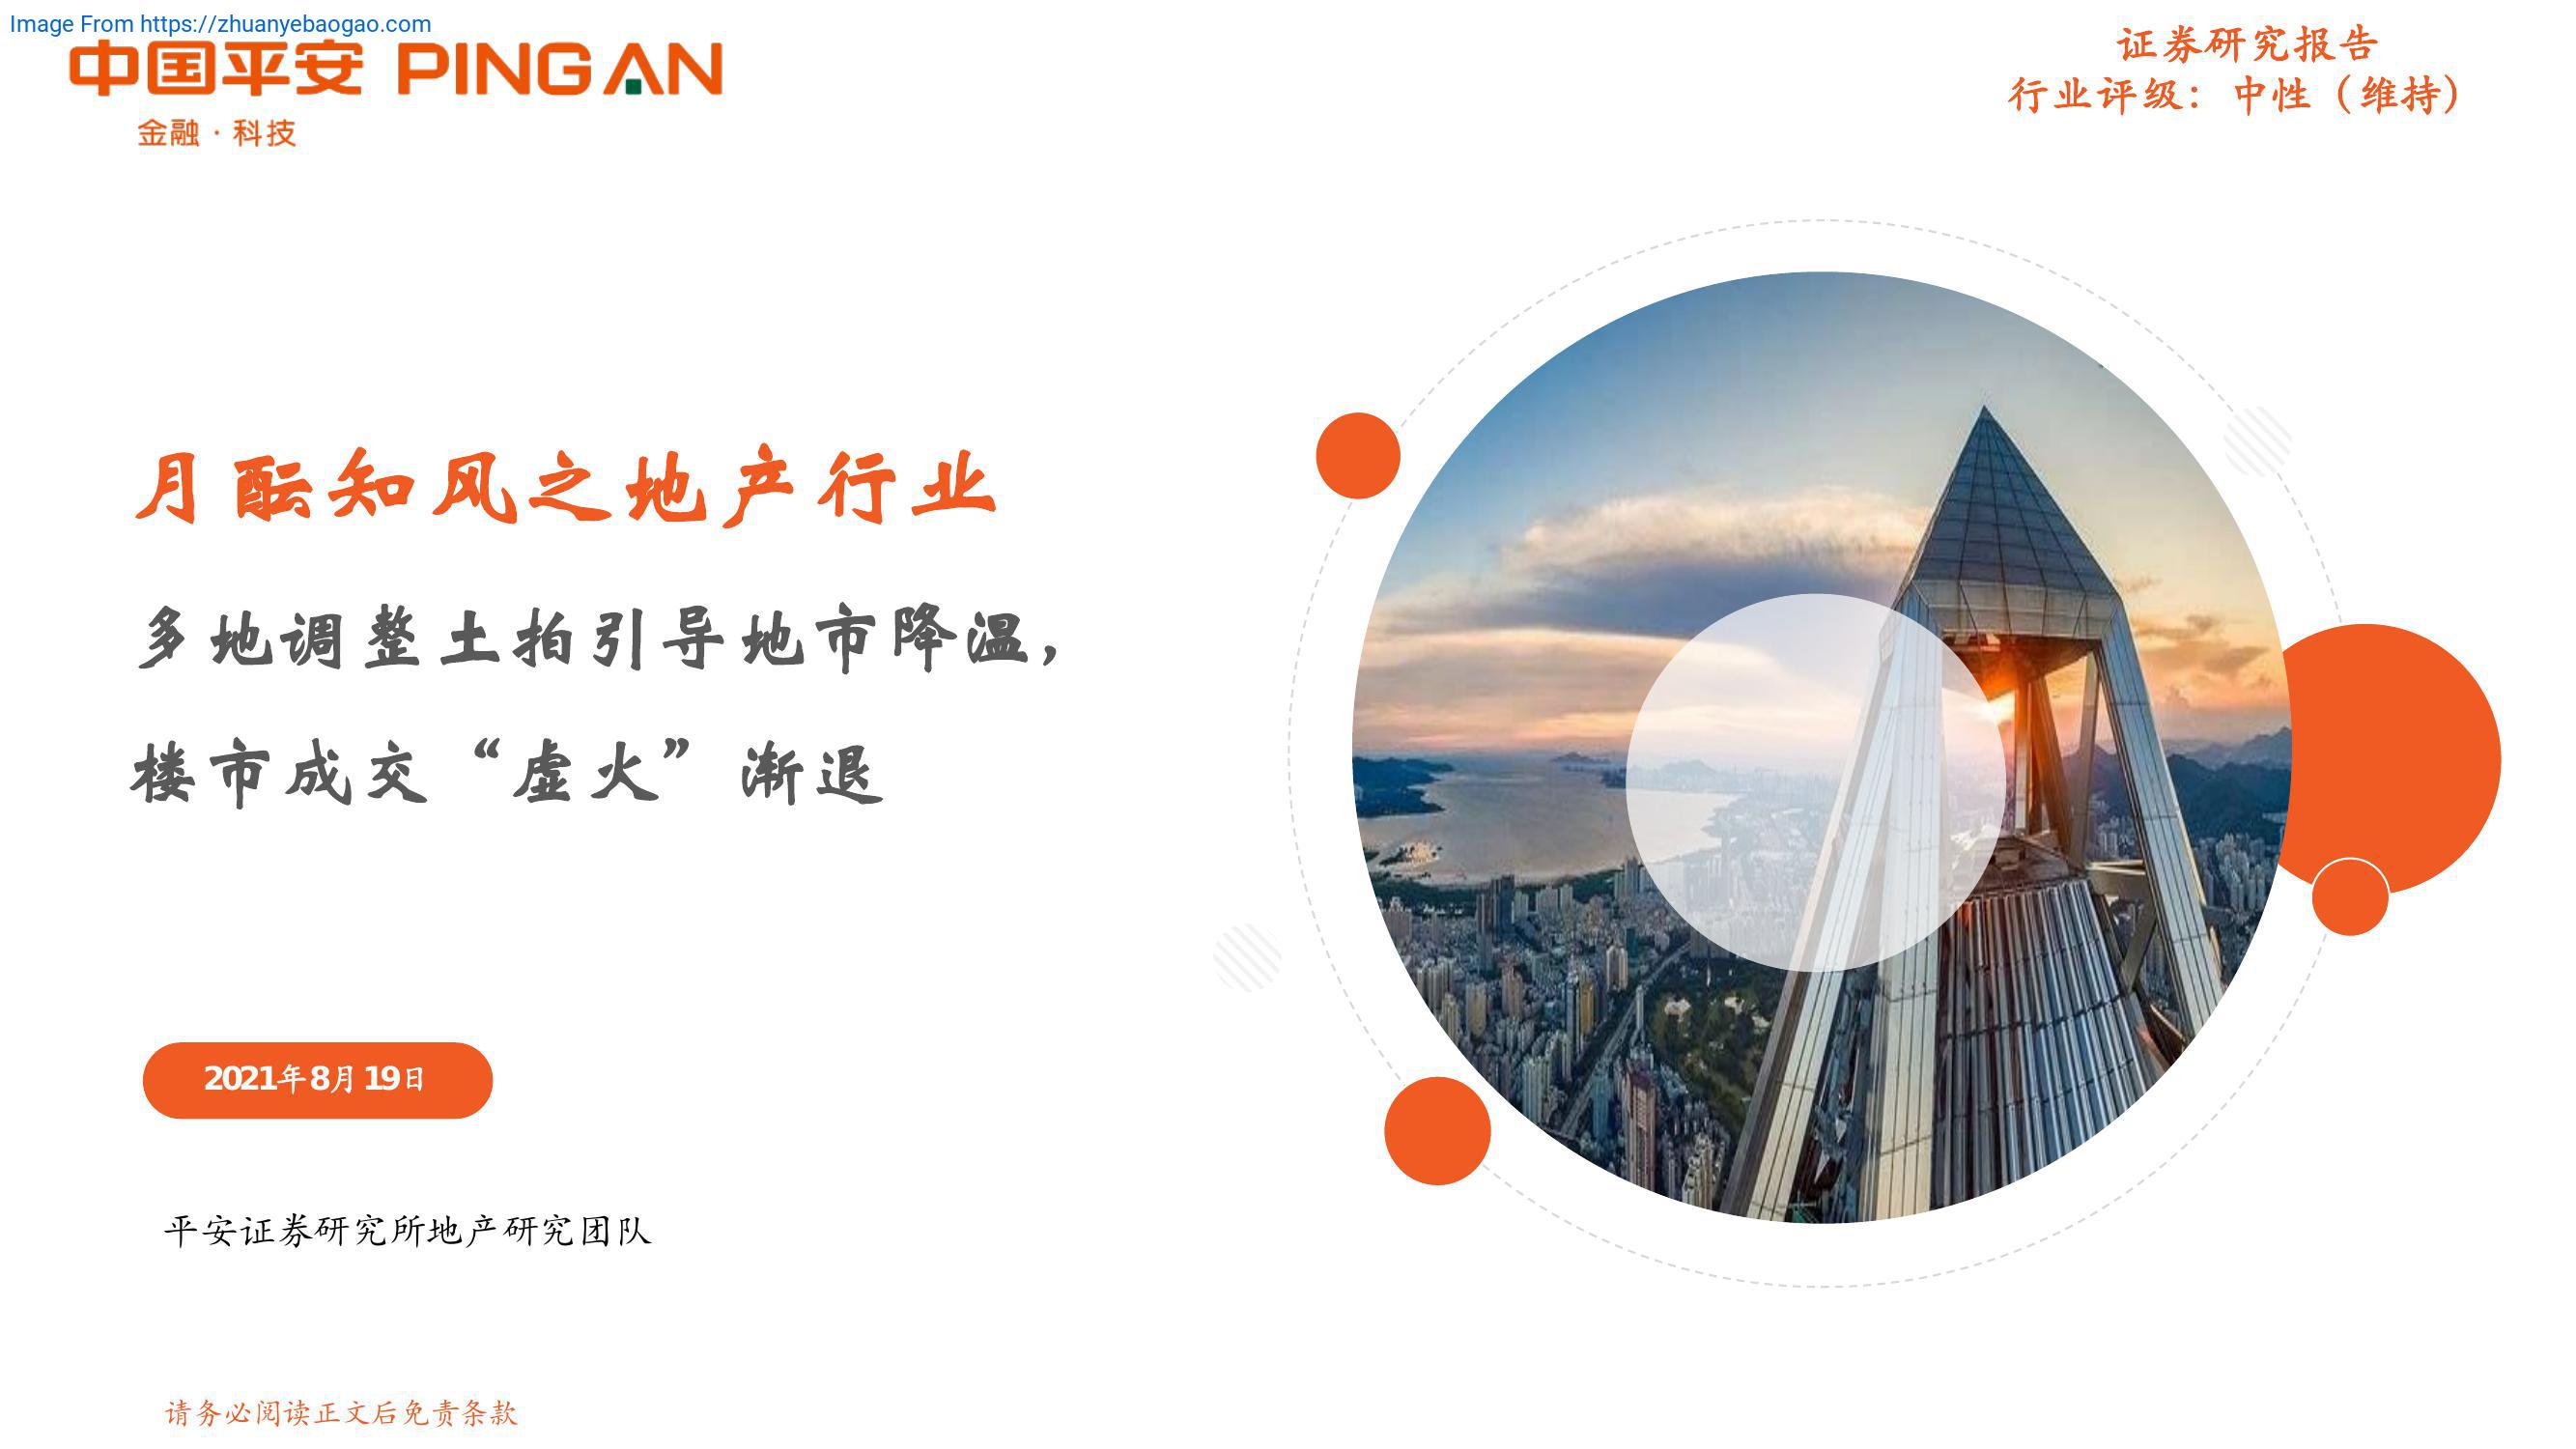 Image From https://zhuanyebaogao.com
中国平安 PINGAN
金融·科技
证券研究报告
行业评级：中性（维持）
月酝知风之地产行业
多地调整土拍引导地市降温，
楼市成交“虚火”渐退
2021年8月19日
平安证券研究所地产研究团队
请务必阅读正文后免责条款